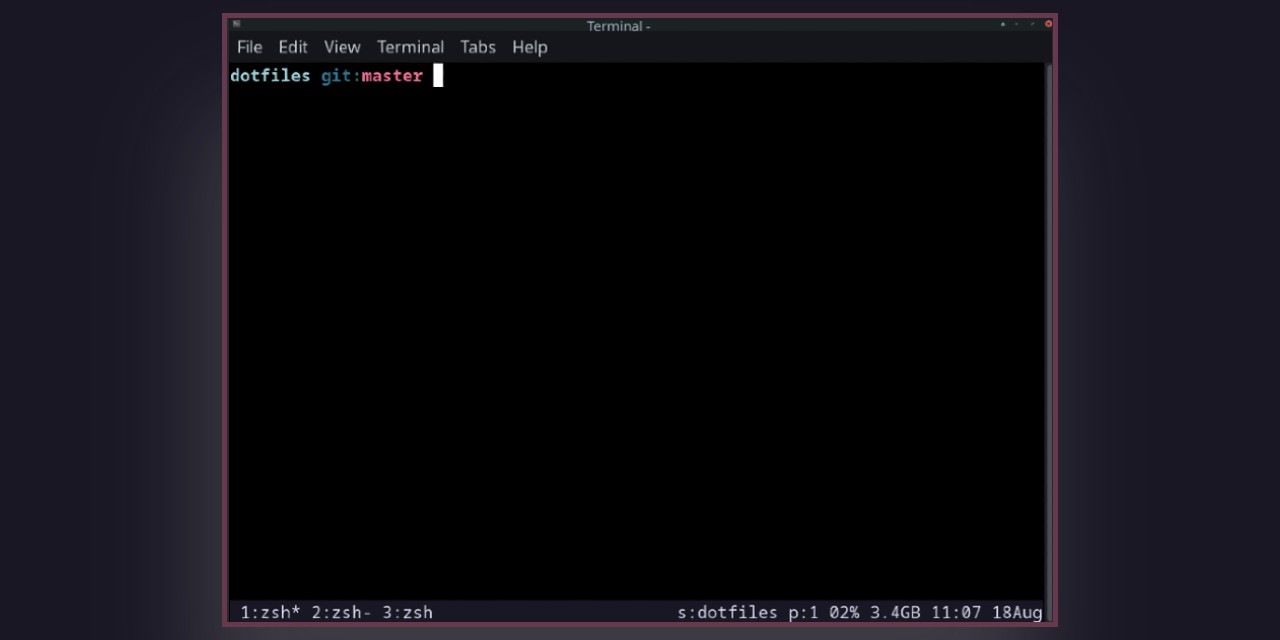 Terminal -
File Edit View Terminal Tabs Help
dotfiles git:master
1:zsh* 2:zsh- 3:zsh s:dotfiles p:1 02% 3.4GB 11:07 18Aug